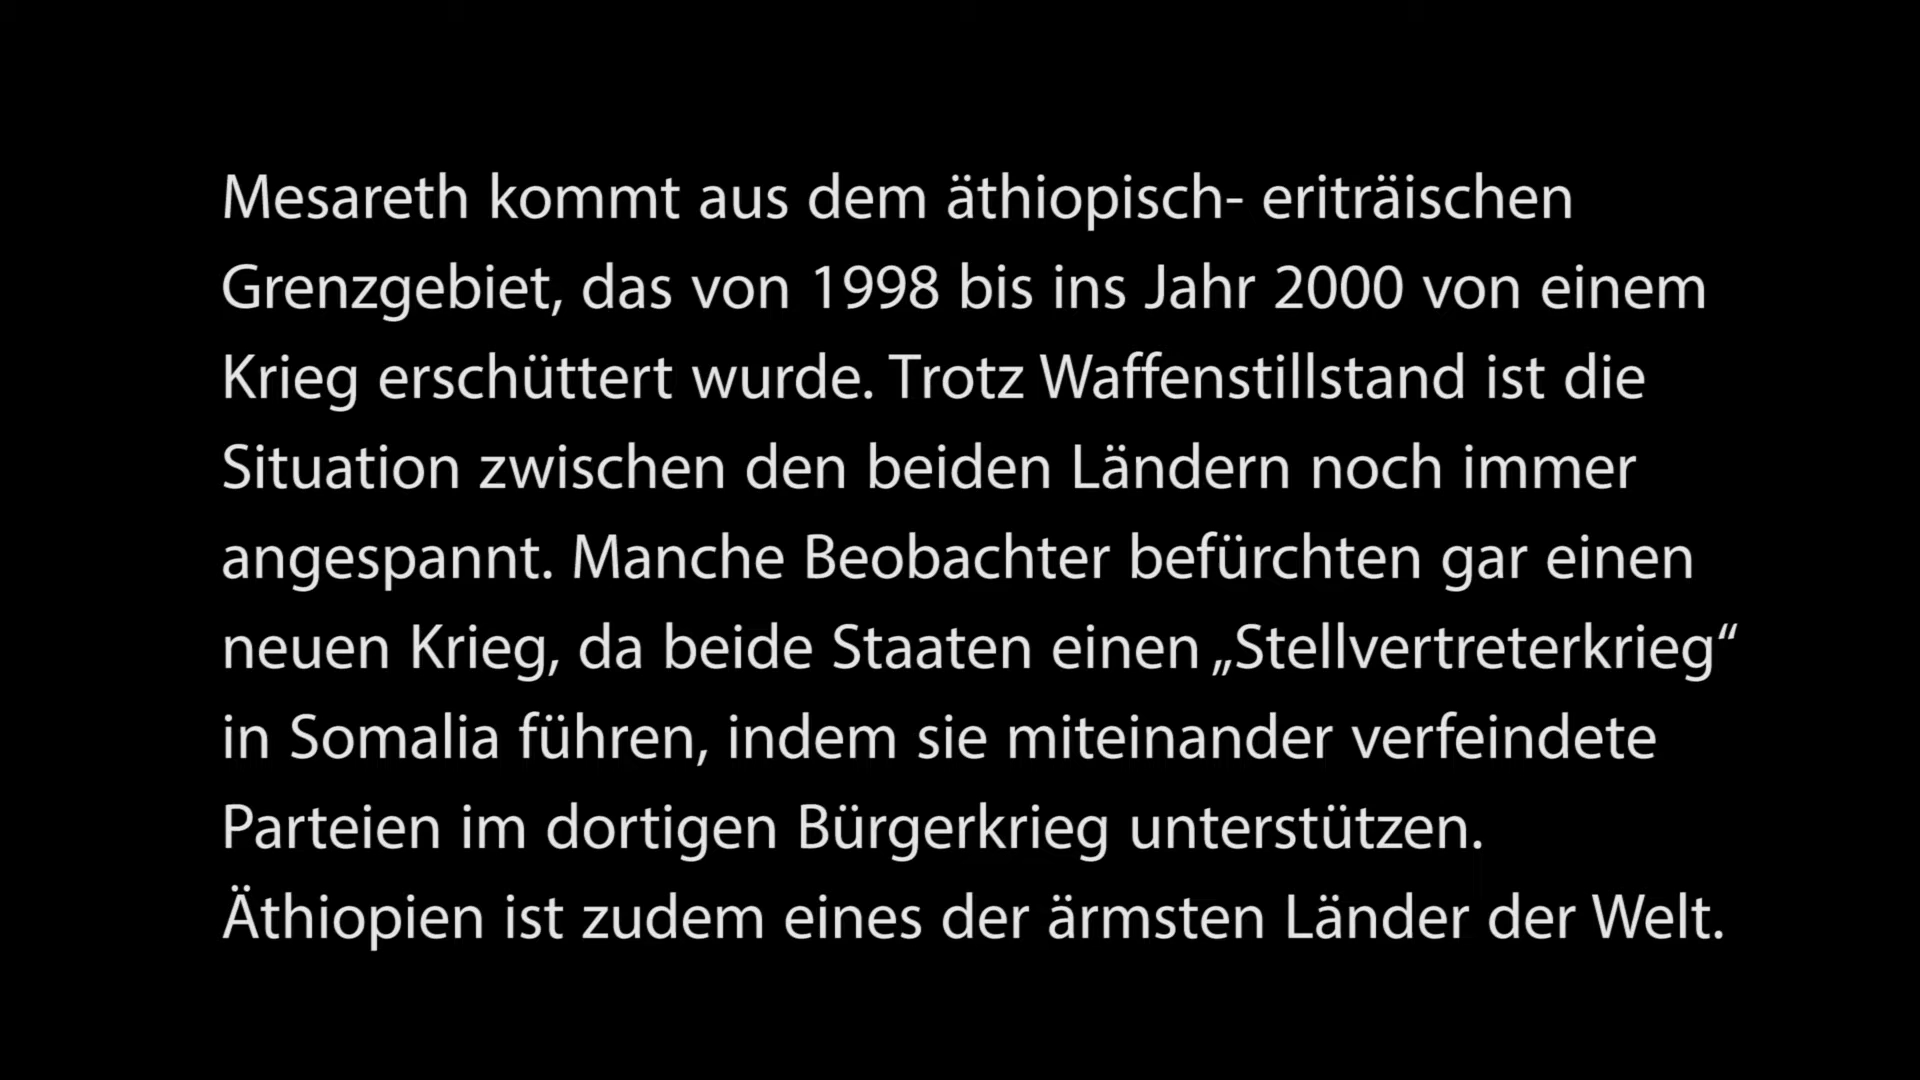 Mesareth kommt aus dem äthiopisch- eriträischen
Grenzgebiet, das von 1998 bis ins Jahr 2000 von einem
Krieg erschüttert wurde. Trotz Waffenstillstand ist die
Situation zwischen den beiden Ländern noch immer
angespannt. Manche Beobachter befürchten gar einen
neuen Krieg, da beide Staaten einen „Stellvertreterkrieg“
in Somalia führen, indem sie miteinander verfeindete
Parteien im dortigen Bürgerkrieg unterstützen.
Äthiopien ist zudem eines der ärmsten Länder der Welt.